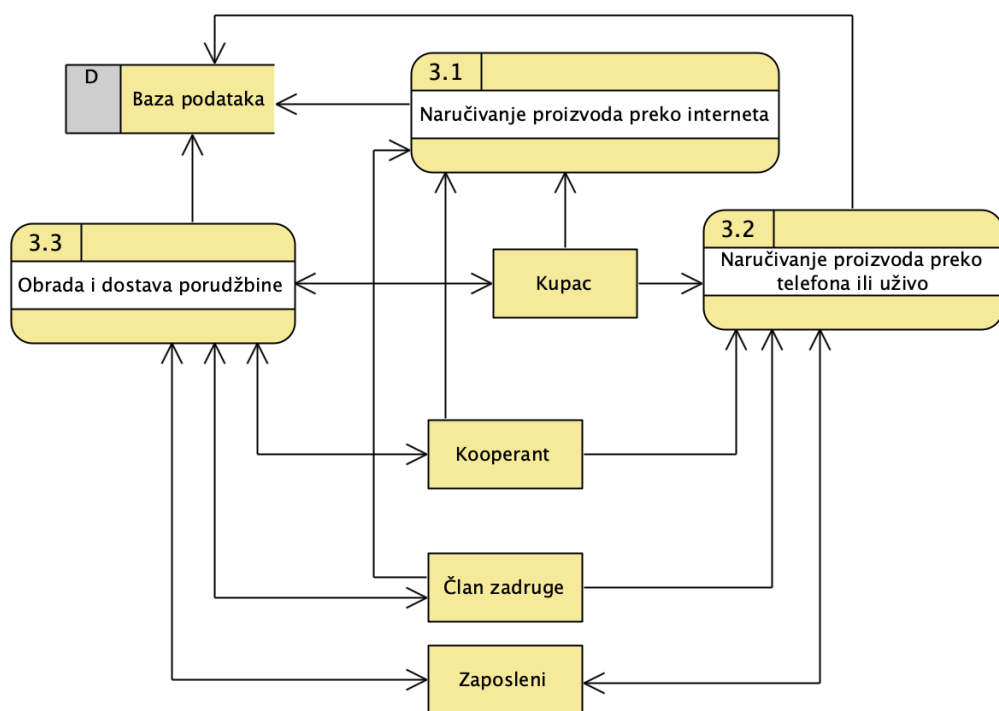 D
Baza podataka
3.1
Naručivanje proizvoda preko interneta
3.3
Obrada i dostava porudžbine
Kupac
3.2
Naručivanje proizvoda preko
telefona ili uživo
Kooperant
Član zadruge
Zaposleni